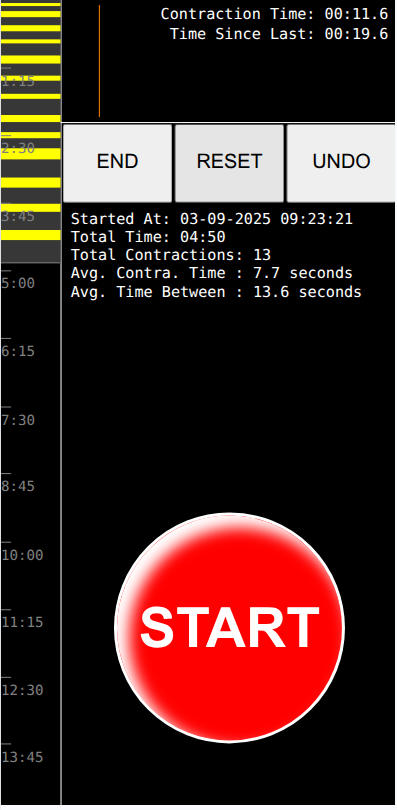 Contraction Time: 00:11.6
Time Since Last: 00:19.6
END RESET UNDO
Started At: 03-09-2025 09:23:21
Total Time: 04:50
Total Contractions: 13
Avg. Contra. Time : 7.7 seconds
Avg. Time Between : 13.6 seconds
1:15
2:30
3:45
5:00
6:15
7:30
8:45
10:00
11:15
12:30
13:45
START